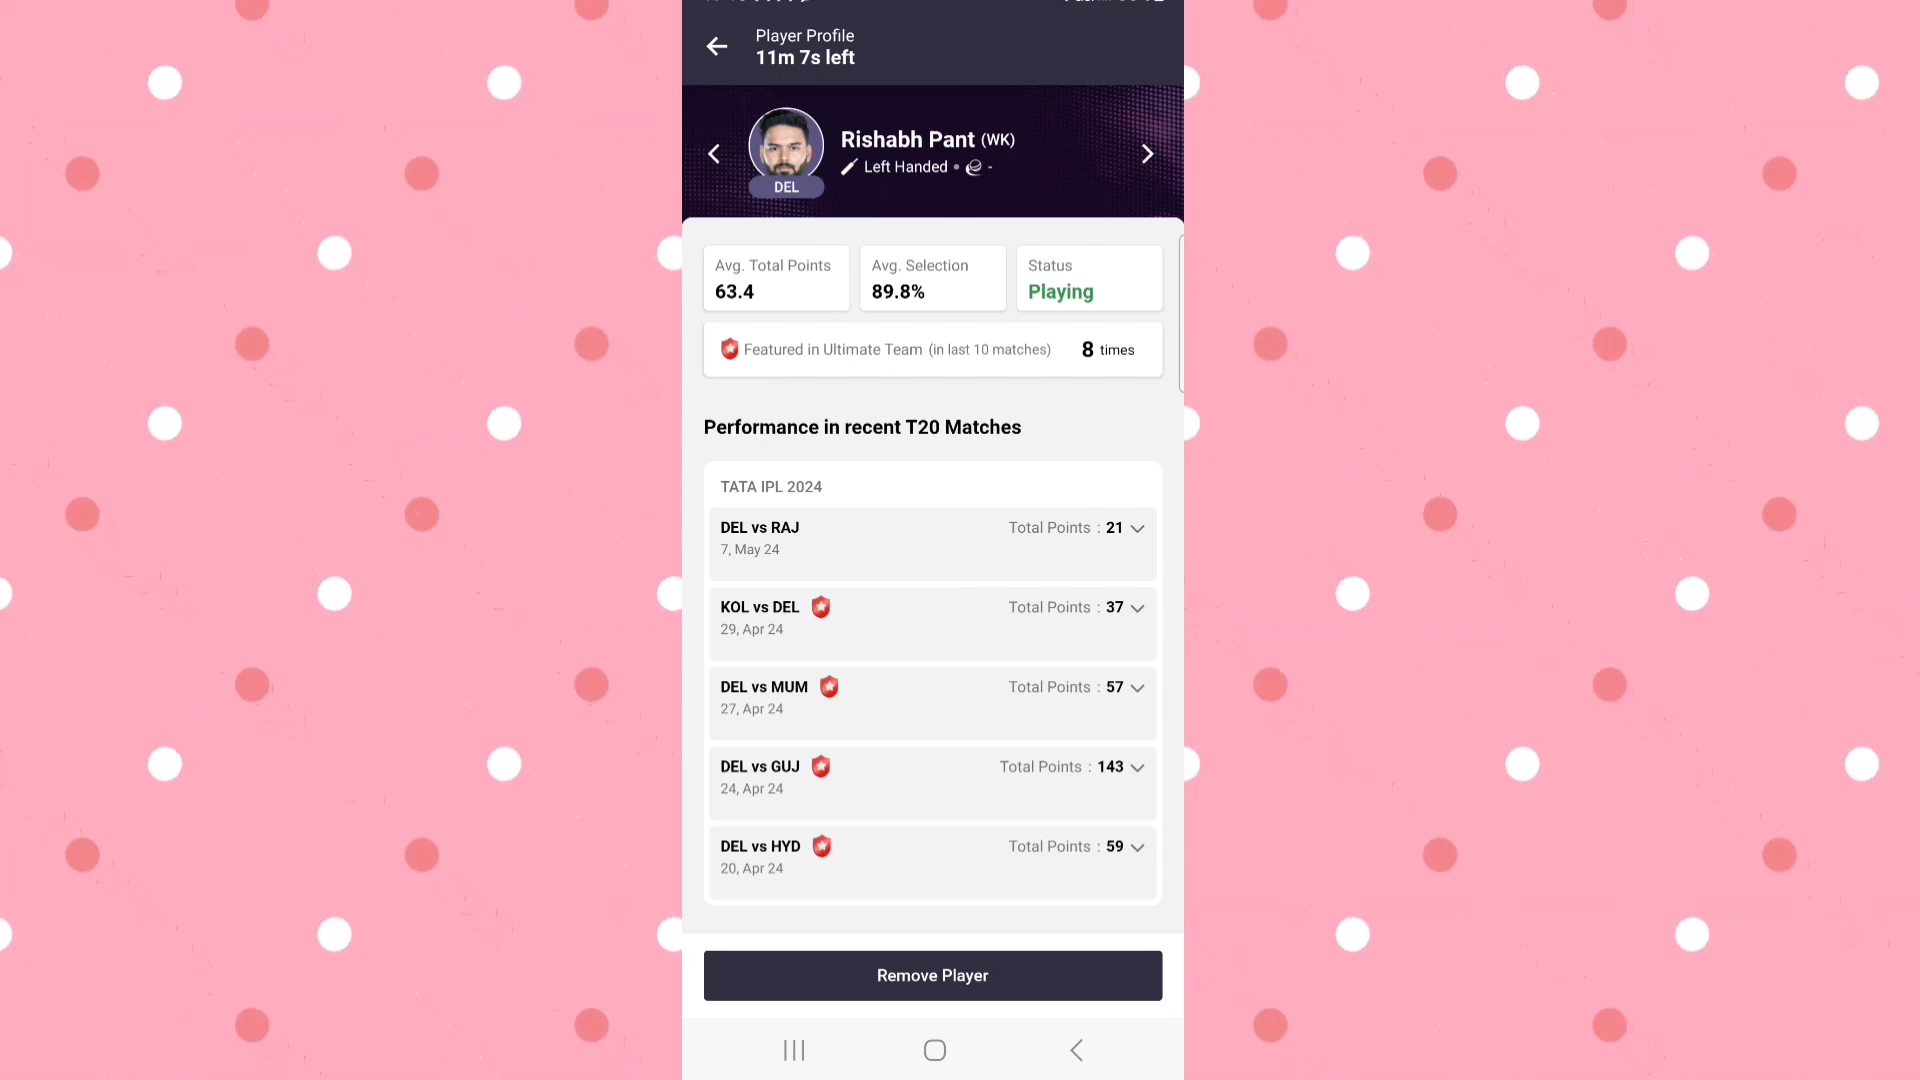 Player Profile
11m 7s left
Rishabh Pant (WK)
Left Handed • -
DEL
Avg. Total Points
63.4
Avg. Selection
89.8%
Status
Playing
Featured in Ultimate Team (in last 10 matches) 8 times
Performance in recent T20 Matches
TATA IPL 2024
DEL vs RAJ Total Points : 21
7, May 24
KOL vs DEL Total Points : 37
29, Apr 24
DEL vs MUM Total Points : 57
27, Apr 24
DEL vs GUJ Total Points : 143
24, Apr 24
DEL vs HYD Total Points : 59
20, Apr 24
Remove Player